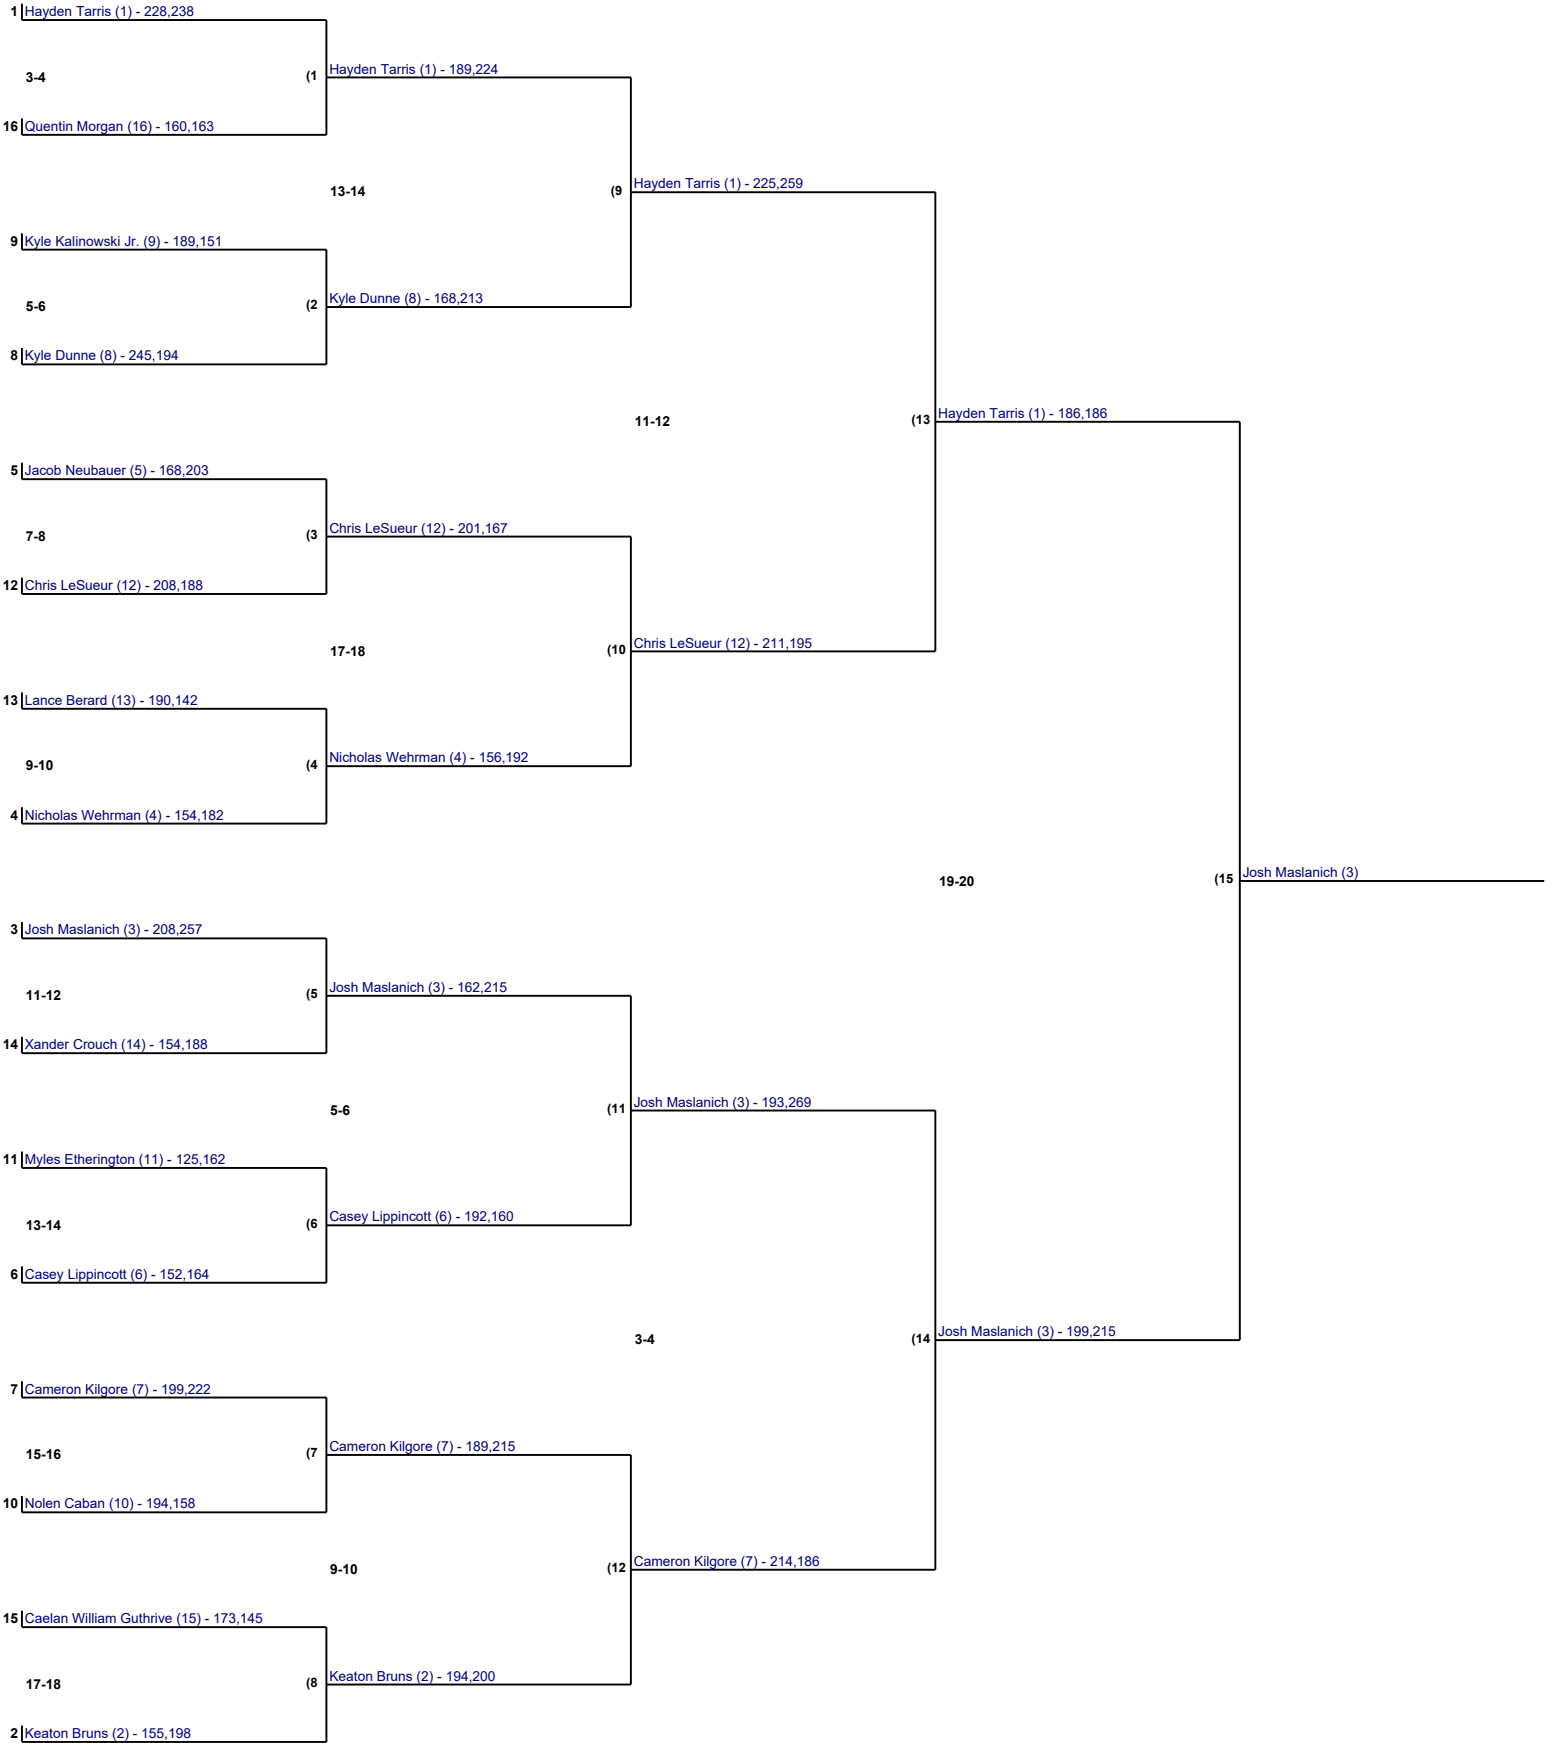 1 Hayden Tarris (1) - 228,238
3-4 (1 Hayden Tarris (1) - 189,224
16 Quentin Morgan (16) - 160,163
13-14 (9 Hayden Tarris (1) - 225,259
9 Kyle Kalinowski Jr. (9) - 189,151
5-6 (2 Kyle Dunne (8) - 168,213
8 Kyle Dunne (8) - 245,194
11-12 (13 Hayden Tarris (1) - 186,186
5 Jacob Neubauer (5) - 168,203
7-8 (3 Chris LeSueur (12) - 201,167
12 Chris LeSueur (12) - 208,188
17-18 (10 Chris LeSueur (12) - 211,195
13 Lance Berard (13) - 190,142
9-10 (4 Nicholas Wehrman (4) - 156,192
4 Nicholas Wehrman (4) - 154,182
19-20 (15 Josh Maslanich (3)
3 Josh Maslanich (3) - 208,257
11-12 (5 Josh Maslanich (3) - 162,215
14 Xander Crouch (14) - 154,188
5-6 (11 Josh Maslanich (3) - 193,269
11 Myles Etherington (11) - 125,162
13-14 (6 Casey Lippincott (6) - 192,160
6 Casey Lippincott (6) - 152,164
3-4 (14 Josh Maslanich (3) - 199,215
7 Cameron Kilgore (7) - 199,222
15-16 (7 Cameron Kilgore (7) - 189,215
10 Nolen Caban (10) - 194,158
9-10 (12 Cameron Kilgore (7) - 214,186
15 Caelan William Guthrive (15) - 173,145
17-18 (8 Keaton Bruns (2) - 194,200
2 Keaton Bruns (2) - 155,198